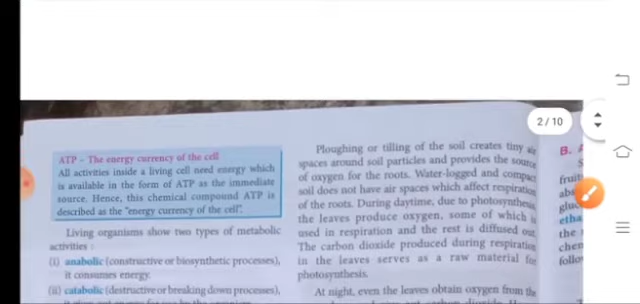 2 / 10
ATP – The energy currency of the cell
All activities inside a living cell need energy which
is available in the form of ATP as the immediate
source. Hence, this chemical compound ATP is
described as the "energy currency of the cell".
Living organisms show two types of metabolic
activities :
(i) anabolic (constructive or biosynthetic processes),
it consumes energy.
(ii) catabolic (destructive or breaking down processes),
Ploughing or tilling of the soil creates tiny air
spaces around soil particles and provides the source
of oxygen for the roots. Water-logged and compact
soil does not have air spaces which affect respiration
of the roots. During daytime, due to photosynthesis,
the leaves produce oxygen, some of which is
used in respiration and the rest is diffused out.
The carbon dioxide produced during respiration
in the leaves serves as a raw material for
photosynthesis.
At night, even the leaves obtain oxygen from the
B.
fruit
abs
gluc
etha
the
chem
follo